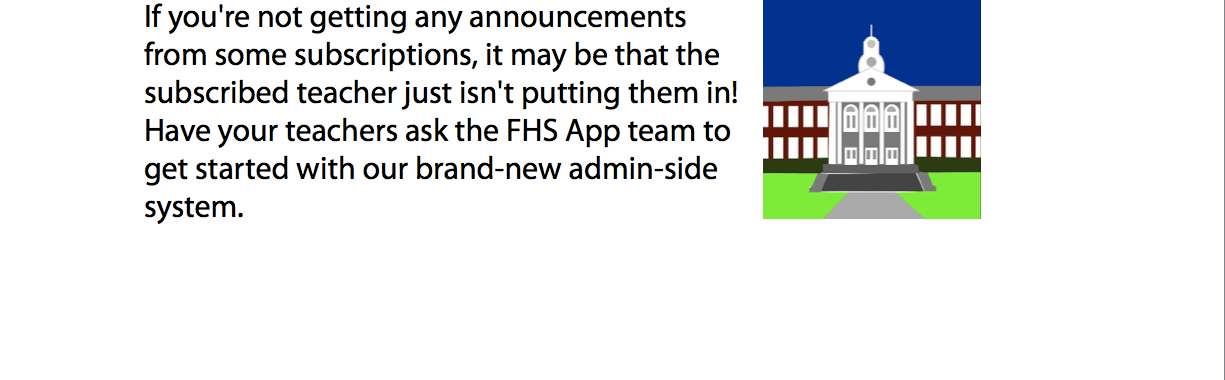 If you're not getting any announcements
from some subscriptions, it may be that the
subscribed teacher just isn't putting them in!
Have your teachers ask the FHS App team to
get started with our brand-new admin-side
system.